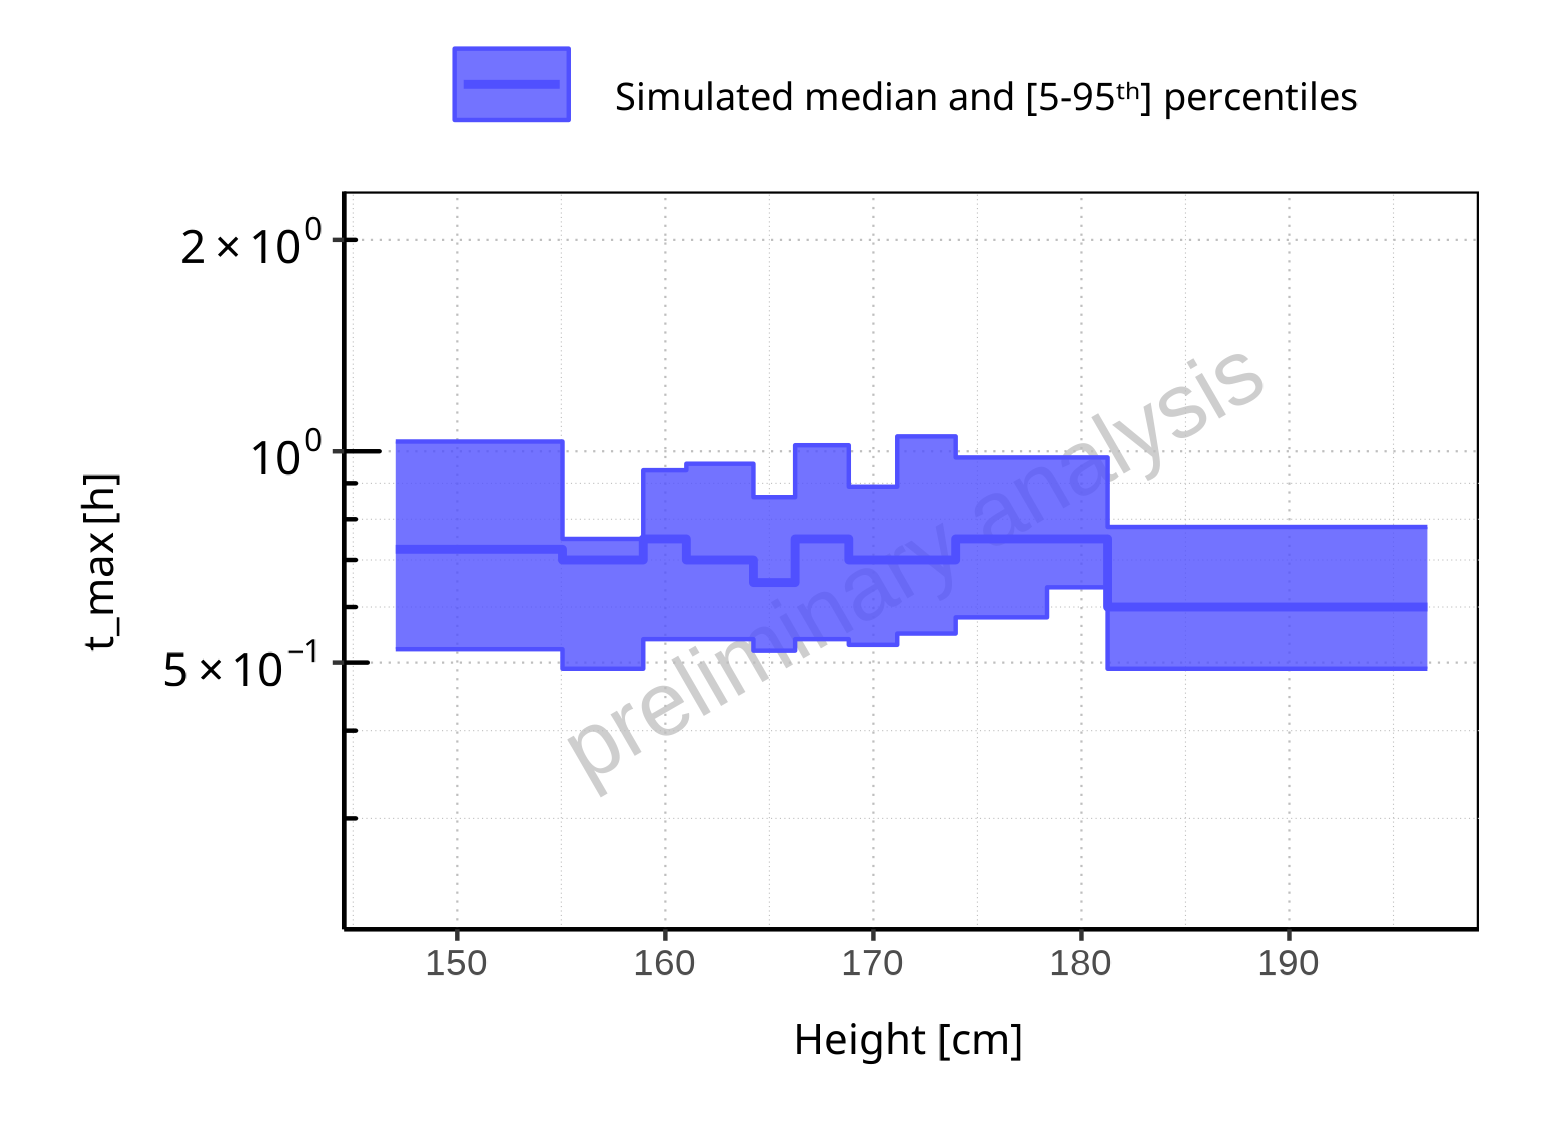 Simulated median and [5-95ᵗʰ] percentiles
2 × 10⁰
10⁰
5 × 10⁻¹
t_max [h]
preliminary analysis
150 160 170 180 190
Height [cm]